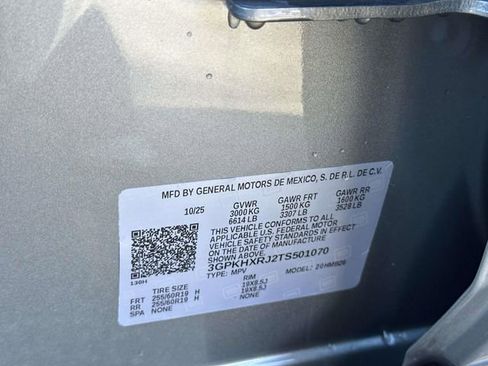 MFD BY GENERAL MOTORS DE MEXICO, S. DE R.L. DE C.V.
10/25 GVWR GAWR FRT GAWR RR
3000 KG 1500 KG 1600 KG
6614 LB 3307 LB 3528 LB
THIS VEHICLE CONFORMS TO ALL
APPLICABLE U.S. FEDERAL MOTOR
VEHICLE SAFETY STANDARDS IN EFFECT
ON THE DATE OF MANUFACTURE
SHOWN ABOVE.
3GPKHXRJ2TS501070
TYPE: MPV MODEL:
TIRE SIZE RIM
FRT 255/60R19 H 19X8.5J
RR 255/60R19 H 19X8.5J
SPA NONE NONE